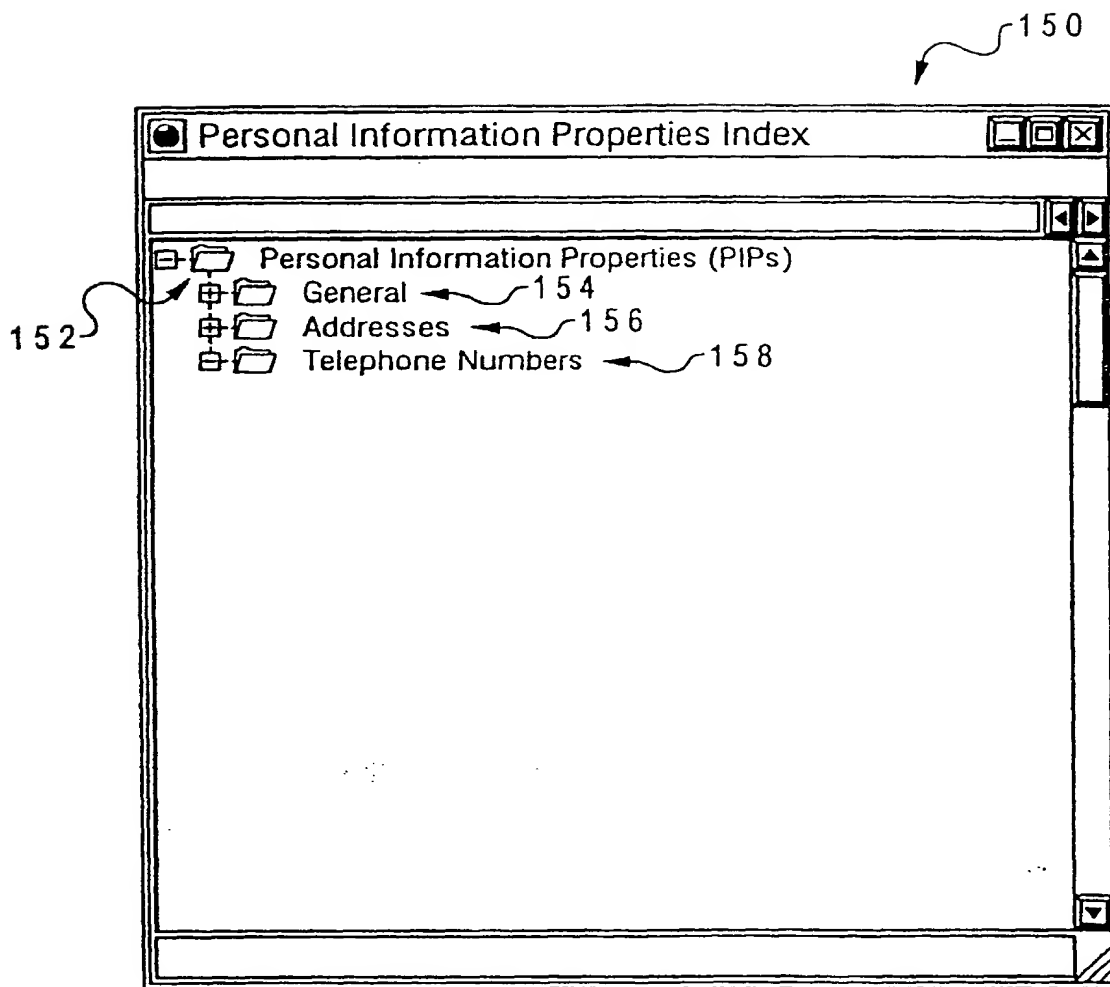 150
Personal Information Properties Index
Personal Information Properties (PIPs)
General 154
Addresses 156
152
Telephone Numbers 158